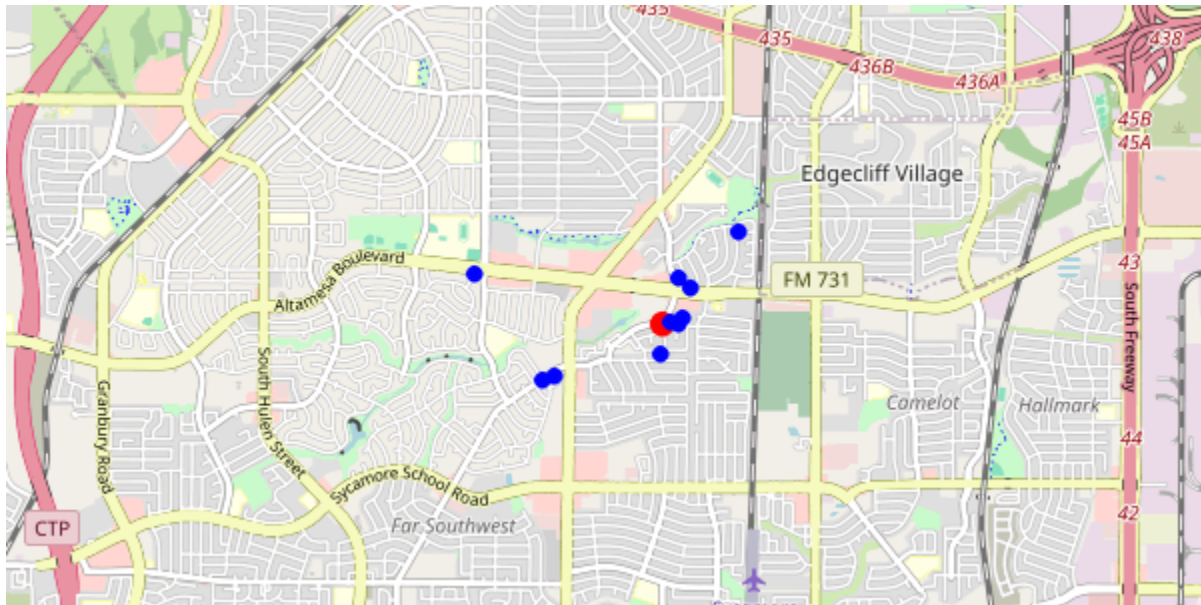 435
435
438
436B
436A
45B
45A
Edgecliff Village
Altamesa Boulevard
FM 731
43
South Freeway
Granbury Road
South Hulen Street
Camelot
Hallmark
44
Sycamore School Road
CTP
Far Southwest
42